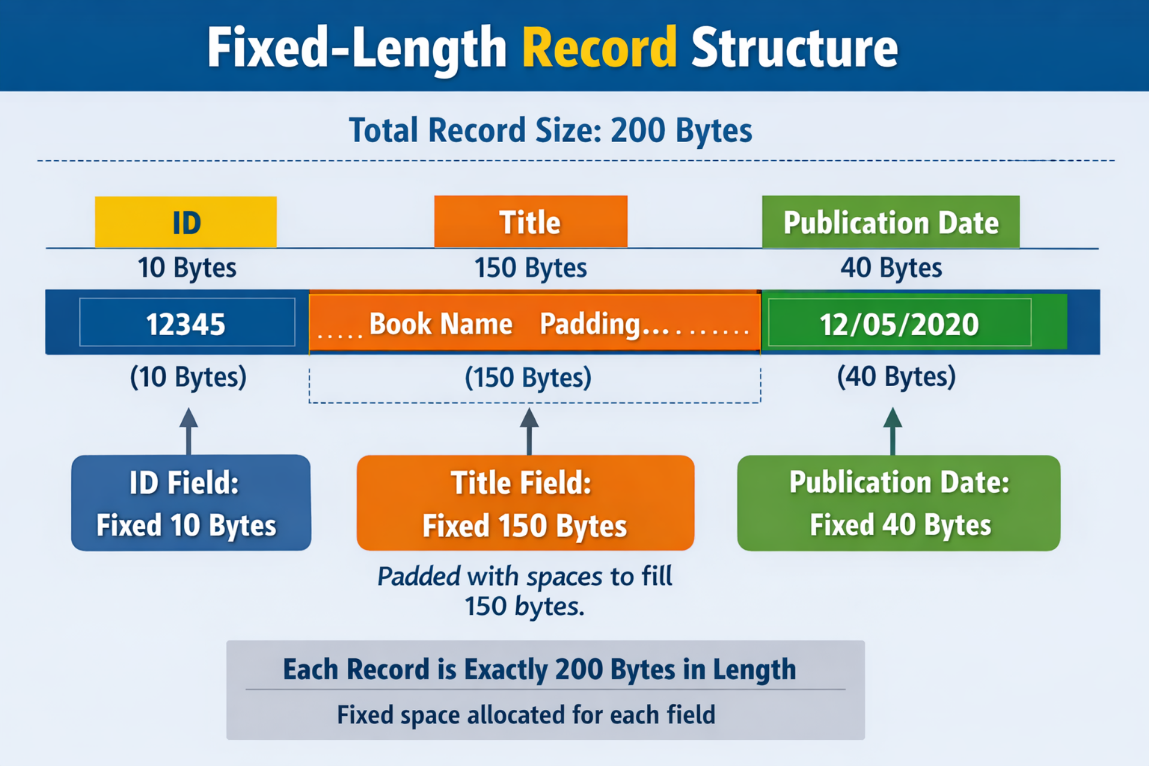 Fixed-Length Record Structure
Total Record Size: 200 Bytes
ID Title Publication Date
10 Bytes 150 Bytes 40 Bytes
12345 ..... Book Name Padding........... 12/05/2020
(10 Bytes) (150 Bytes) (40 Bytes)
ID Field:
Fixed 10 Bytes
Title Field:
Fixed 150 Bytes
Publication Date:
Fixed 40 Bytes
Padded with spaces to fill
150 bytes.
Each Record is Exactly 200 Bytes in Length
Fixed space allocated for each field